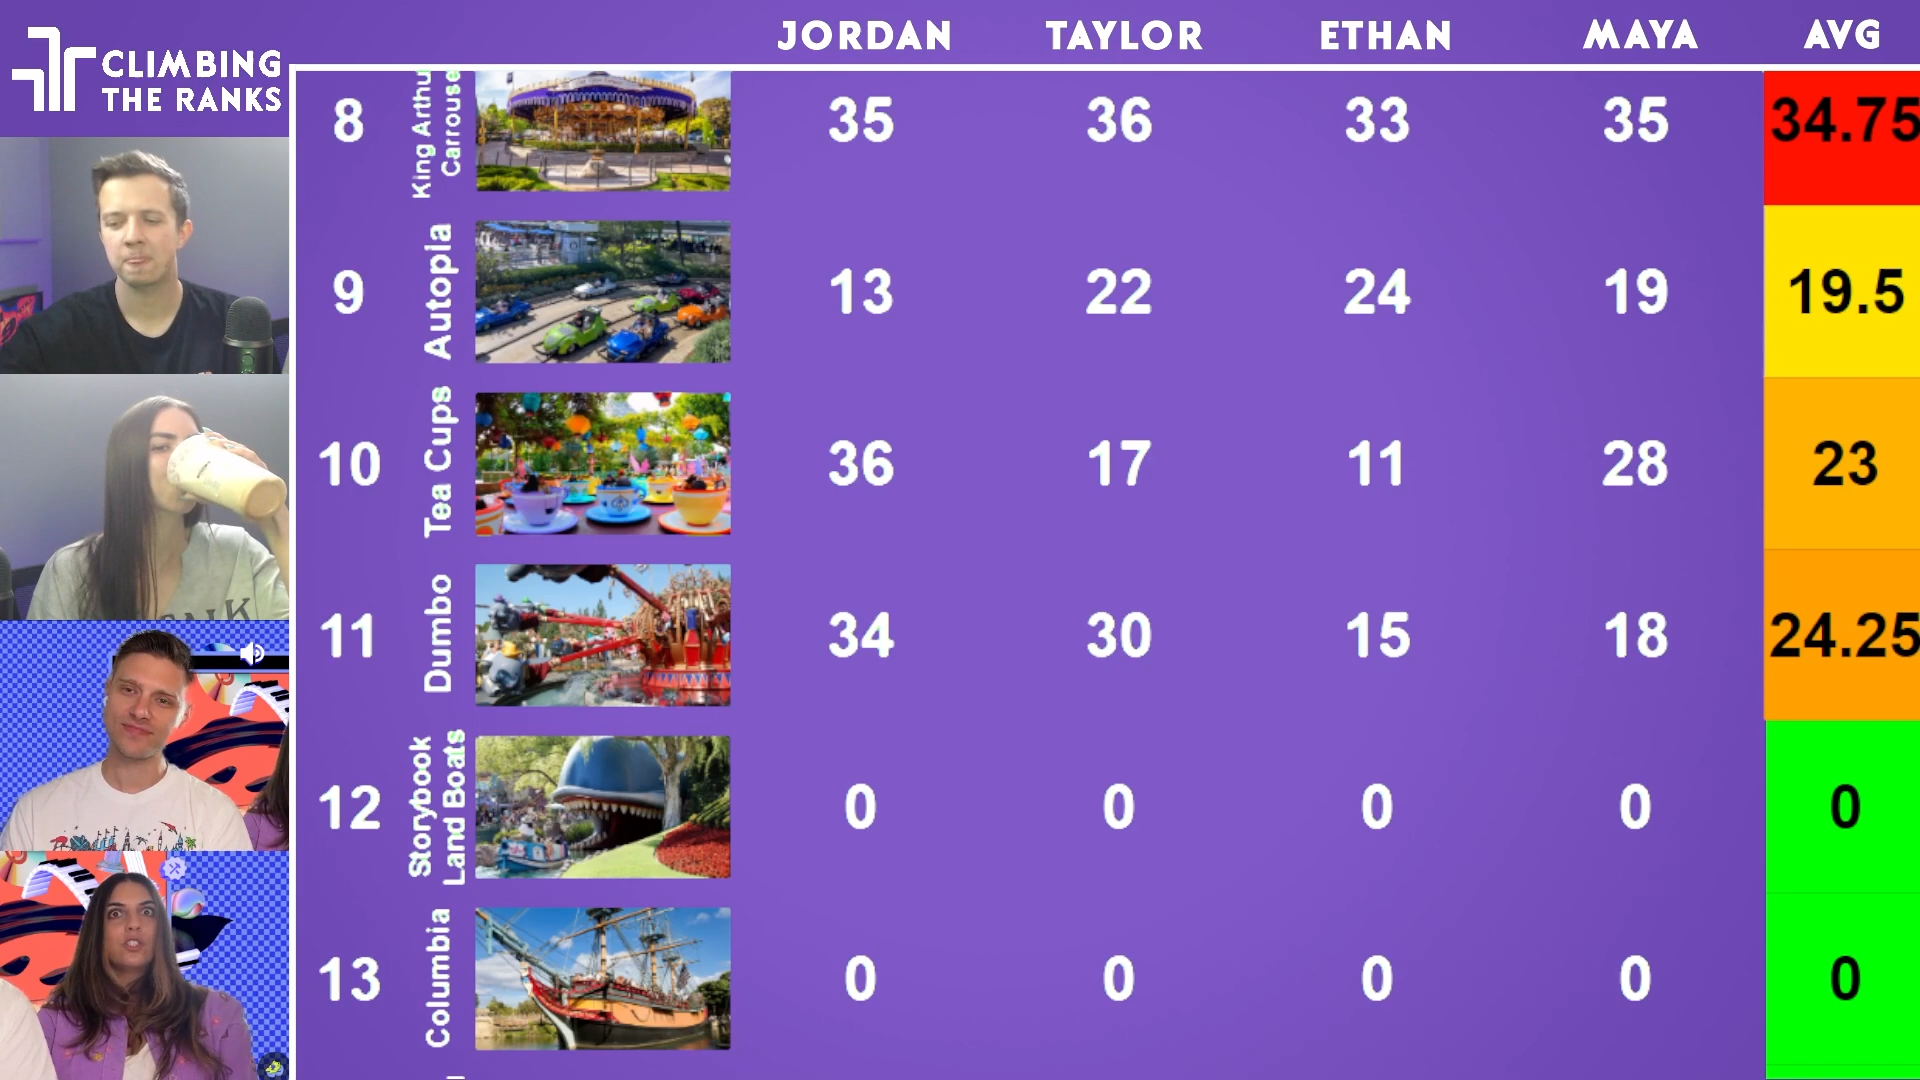 CLIMBING
THE RANKS
JORDAN TAYLOR ETHAN MAYA AVG
8 King Arthu
Carrouse 35 36 33 35 34.75
9 Autopia 13 22 24 19 19.5
10 Tea Cups 36 17 11 28 23
11 Dumbo 34 30 15 18 24.25
12 Storybook
Land Boats 0 0 0 0 0
13 Columbia 0 0 0 0 0